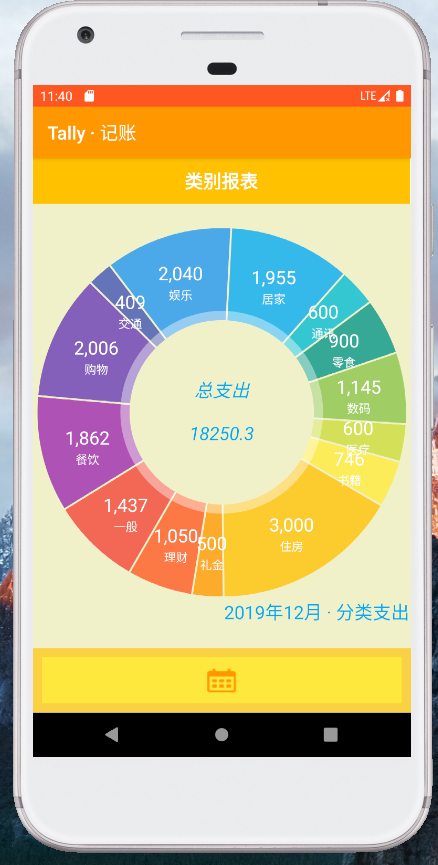 11:40 LTE
Tally · 记账
类别报表
2,040
娱乐
1,955
居家
409
交通
600
通讯
900
零食
2,006
购物
1,145
数码
总支出
18250.3
600
医疗
746
书籍
1,862
餐饮
1,437
一般
1,050
理财
500
礼金
3,000
住房
2019年12月 · 分类支出